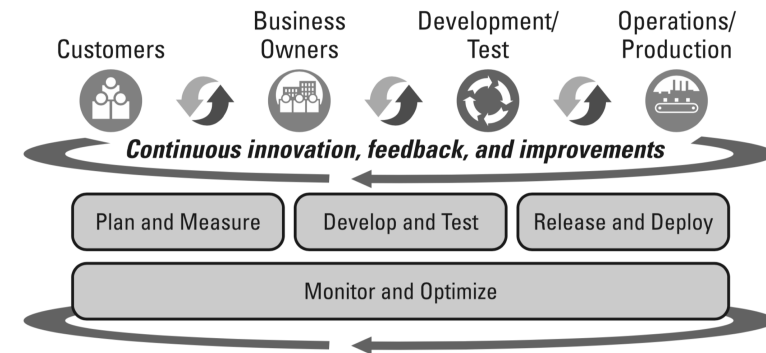 Customers
Business
Owners
Development/
Test
Operations/
Production
Continuous innovation, feedback, and improvements
Plan and Measure
Develop and Test
Release and Deploy
Monitor and Optimize